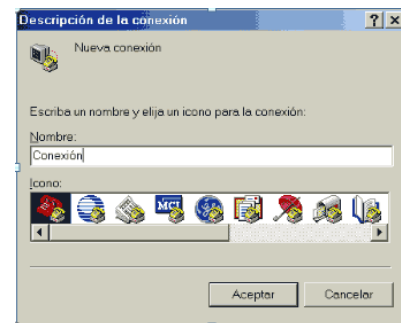 Descripción de la conexión
Nueva conexión
Escriba un nombre y elija un icono para la conexión:
Nombre:
Conexión
Icono:
MCI
Aceptar
Cancelar